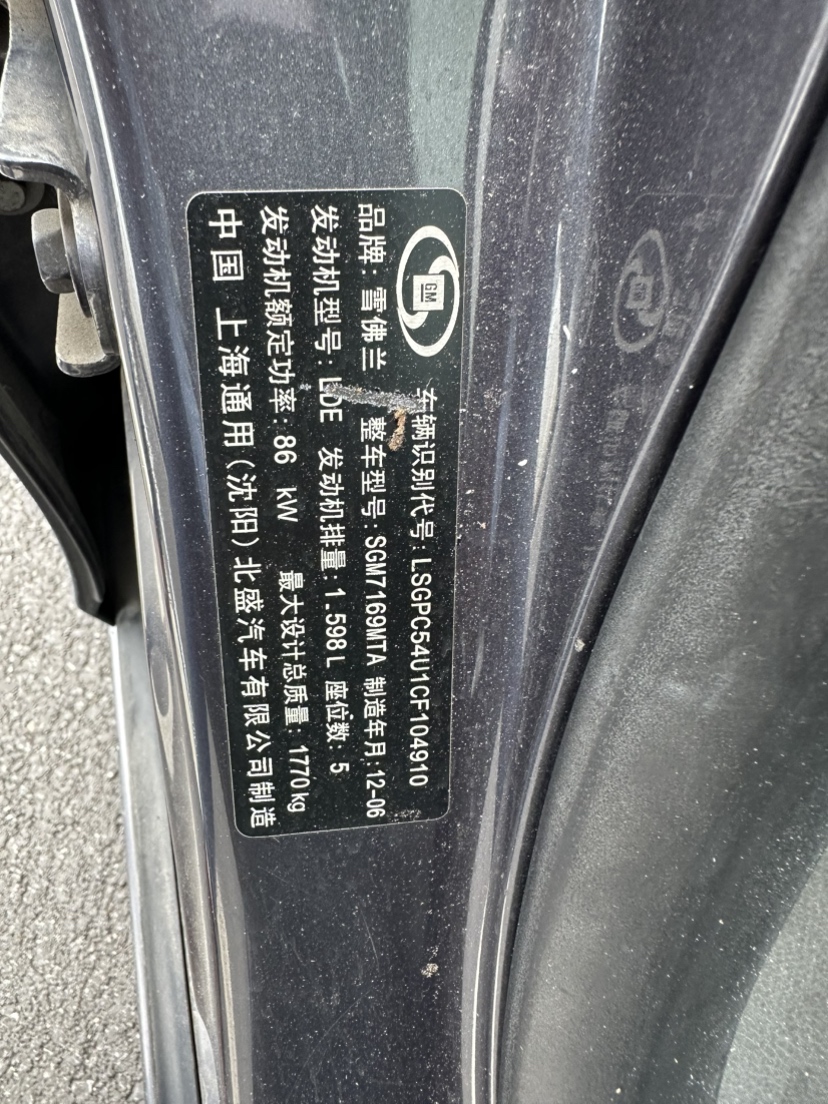 GM 车辆识别代号:LSGPC54U1CF104910
品牌:雪佛兰 整车型号:SGM7169MTA 制造年月:12-06
发动机型号:LDE 发动机排量:1.598L 座位数:5
发动机额定功率:86 kW 最大设计总质量:1770kg
中国 上海通用(沈阳)北盛汽车有限公司制造